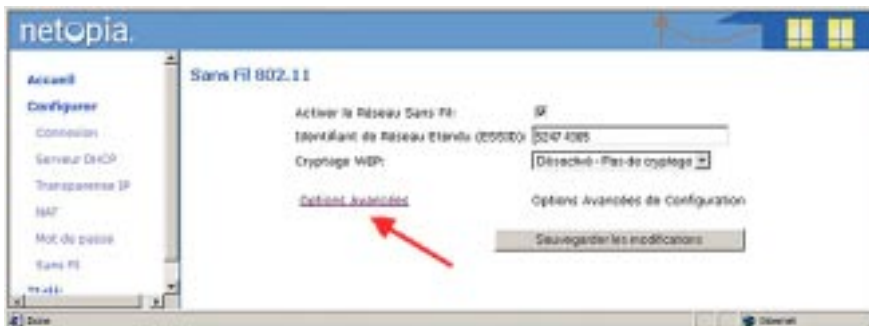 netopia.
Accueil
Configurer
Connexion
Serveur DHCP
Transparence IP
NAT
Mot de passe
Sans Fil
Sans Fil 802.11
Activer le Réseau Sans Fil:
Identifiant de Réseau Etendu (ESSID):
Cryptage WEP: Désactivé - Pas de cryptage
Options Avancées Options Avancées de Configuration
Sauvegarder les modifications
Internet